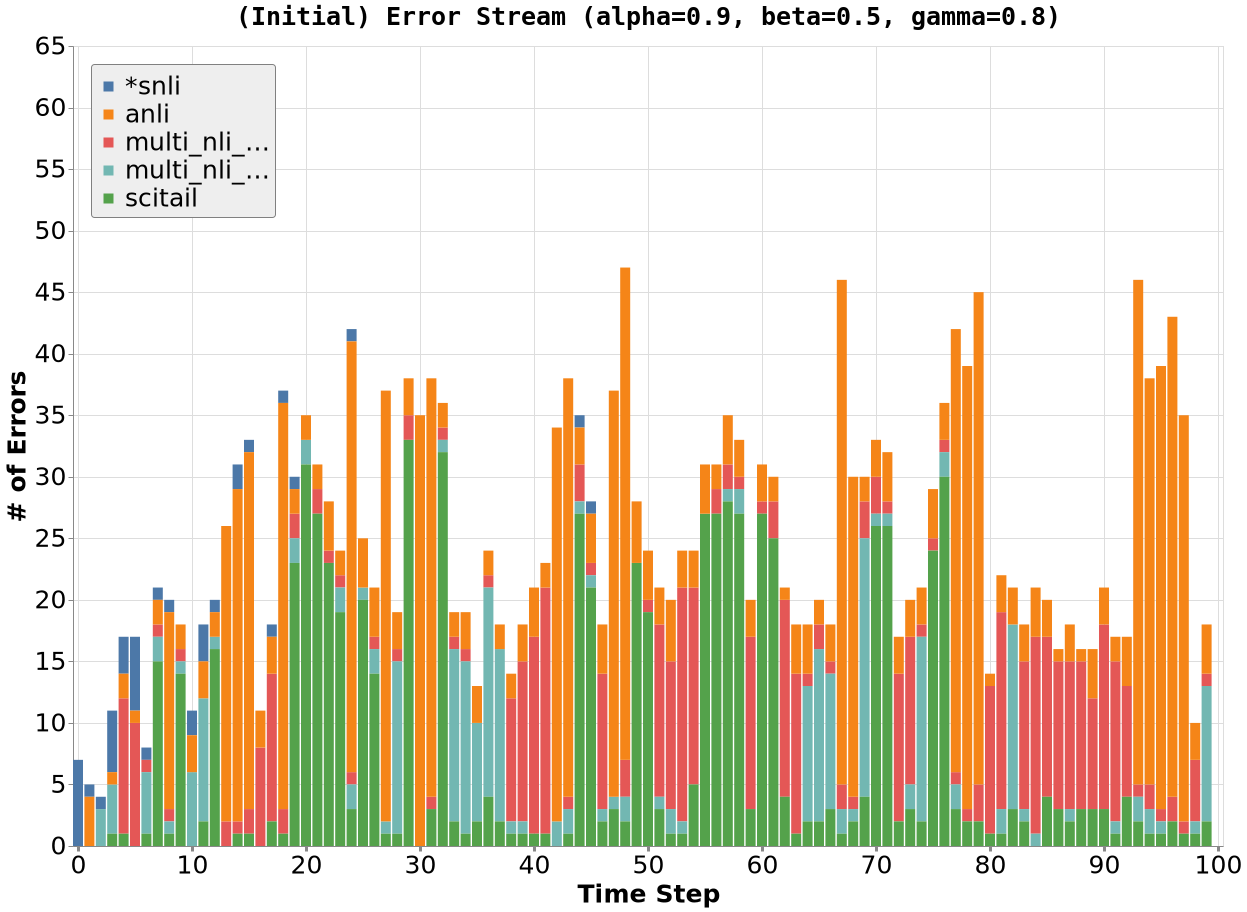 (Initial) Error Stream (alpha=0.9, beta=0.5, gamma=0.8)
*snli
anli
multi_nli_...
multi_nli_...
scitail
# of Errors
65
60
55
50
45
40
35
30
25
20
15
10
5
0
0 10 20 30 40 50 60 70 80 90 100
Time Step